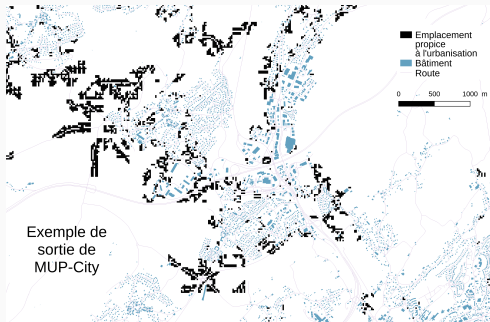 Emplacement
propice
à l'urbanisation
Bâtiment
Route
0 500 1000 m
Exemple de
sortie de
MUP-City